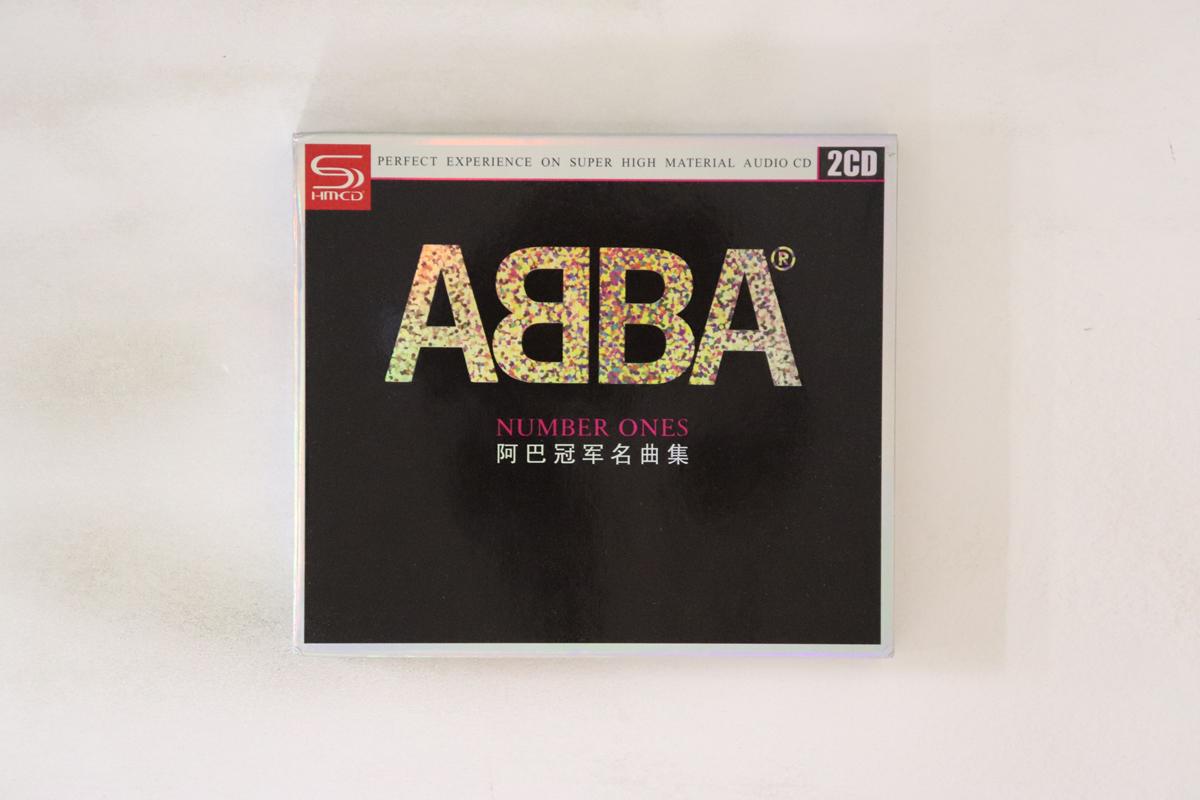 HMCD
PERFECT EXPERIENCE ON SUPER HIGH MATERIAL AUDIO CD
2CD
ABBA®
NUMBER ONES
阿巴冠军名曲集